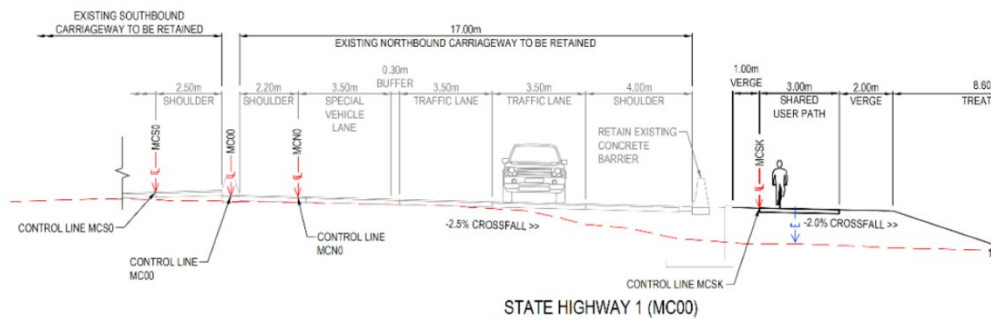 EXISTING SOUTHBOUND
CARRIAGEWAY TO BE RETAINED
17.00m
EXISTING NORTHBOUND CARRIAGEWAY TO BE RETAINED
2.50m
SHOULDER
2.20m
SHOULDER
3.50m
SPECIAL
VEHICLE
LANE
0.30m
BUFFER
3.50m
TRAFFIC LANE
3.50m
TRAFFIC LANE
4.00m
SHOULDER
1.00m
VERGE
3.00m
SHARED
USER PATH
2.00m
VERGE
8.60
TREAT
RETAIN EXISTING
CONCRETE
BARRIER
MCS0
MC00
MCN0
MCSK
CONTROL LINE MCS0
CONTROL LINE
MC00
CONTROL LINE
MCN0
-2.5% CROSSFALL >>
-2.0% CROSSFALL >>
CONTROL LINE MCSK
STATE HIGHWAY 1 (MC00)